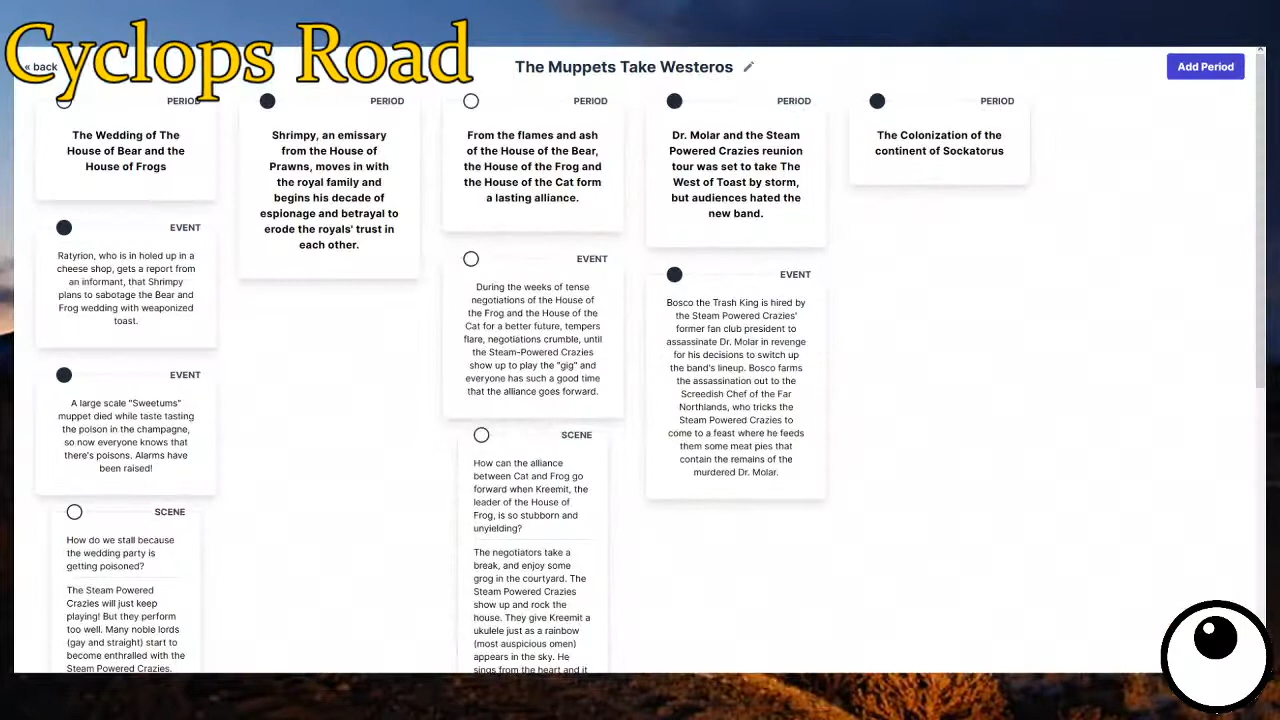 Cyclops Road
« back
The Muppets Take Westeros
Add Period
PERIOD
The Wedding of The
House of Bear and the
House of Frogs
EVENT
Ratyrion, who is in holed up in a
cheese shop, gets a report from
an informant, that Shrimpy
plans to sabotage the Bear and
Frog wedding with weaponized
toast.
EVENT
A large scale "Sweetums"
muppet died while taste tasting
the poison in the champagne,
so now everyone knows that
there's poisons. Alarms have
been raised!
SCENE
How do we stall because
the wedding party is
getting poisoned?
The Steam Powered
Crazies will just keep
playing! But they perform
too well. Many noble lords
(gay and straight) start to
become enthralled with the
Steam Powered Crazies.
PERIOD
Shrimpy, an emissary
from the House of
Prawns, moves in with
the royal family and
begins his decade of
espionage and betrayal to
erode the royals' trust in
each other.
PERIOD
From the flames and ash
of the House of the Bear,
the House of the Frog and
the House of the Cat form
a lasting alliance.
EVENT
During the weeks of tense
negotiations of the House of
the Frog and the House of the
Cat for a better future, tempers
flare, negotiations crumble, until
the Steam-Powered Crazies
show up to play the "gig" and
everyone has such a good time
that the alliance goes forward.
SCENE
How can the alliance
between Cat and Frog go
forward when Kreemit, the
leader of the House of
Frog, is so stubborn and
unyielding?
The negotiators take a
break, and enjoy some
grog in the courtyard. The
Steam Powered Crazies
show up and rock the
house. They give Kreemit a
ukulele just as a rainbow
(most auspicious omen)
appears in the sky. He
sings from the heart and it
PERIOD
Dr. Molar and the Steam
Powered Crazies reunion
tour was set to take The
West of Toast by storm,
but audiences hated the
new band.
EVENT
Bosco the Trash King is hired by
the Steam Powered Crazies'
former fan club president to
assassinate Dr. Molar in revenge
for his decisions to switch up
the band's lineup. Bosco farms
the assassination out to the
Screedish Chef of the Far
Northlands, who tricks the
Steam Powered Crazies to
come to a feast where he feeds
them some meat pies that
contain the remains of the
murdered Dr. Molar.
PERIOD
The Colonization of the
continent of Sockatorus